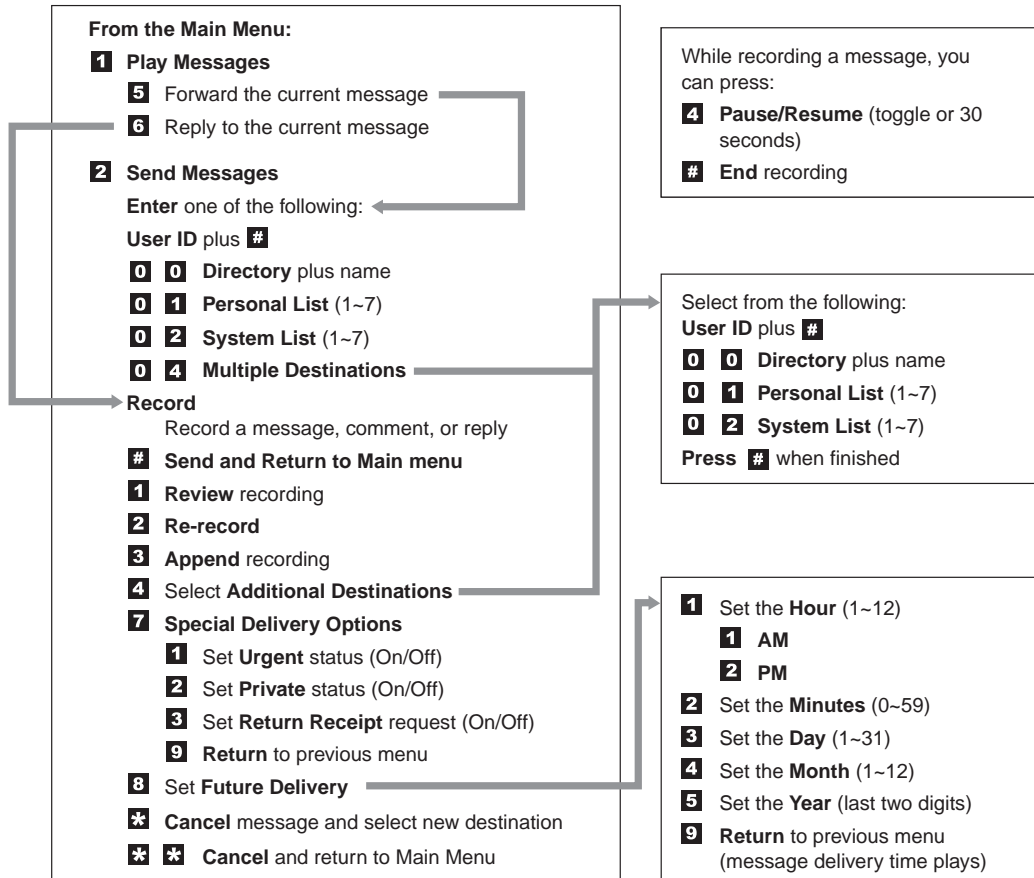 From the Main Menu:
1 Play Messages
5 Forward the current message
6 Reply to the current message
2 Send Messages
Enter one of the following:
User ID plus #
0 0 Directory plus name
0 1 Personal List (1~7)
0 2 System List (1~7)
0 4 Multiple Destinations
Record
Record a message, comment, or reply
# Send and Return to Main menu
1 Review recording
2 Re-record
3 Append recording
4 Select Additional Destinations
7 Special Delivery Options
1 Set Urgent status (On/Off)
2 Set Private status (On/Off)
3 Set Return Receipt request (On/Off)
9 Return to previous menu
8 Set Future Delivery
* Cancel message and select new destination
* * Cancel and return to Main Menu
While recording a message, you
can press:
4 Pause/Resume (toggle or 30
seconds)
# End recording
Select from the following:
User ID plus #
0 0 Directory plus name
0 1 Personal List (1~7)
0 2 System List (1~7)
Press # when finished
1 Set the Hour (1~12)
1 AM
2 PM
2 Set the Minutes (0~59)
3 Set the Day (1~31)
4 Set the Month (1~12)
5 Set the Year (last two digits)
9 Return to previous menu
(message delivery time plays)